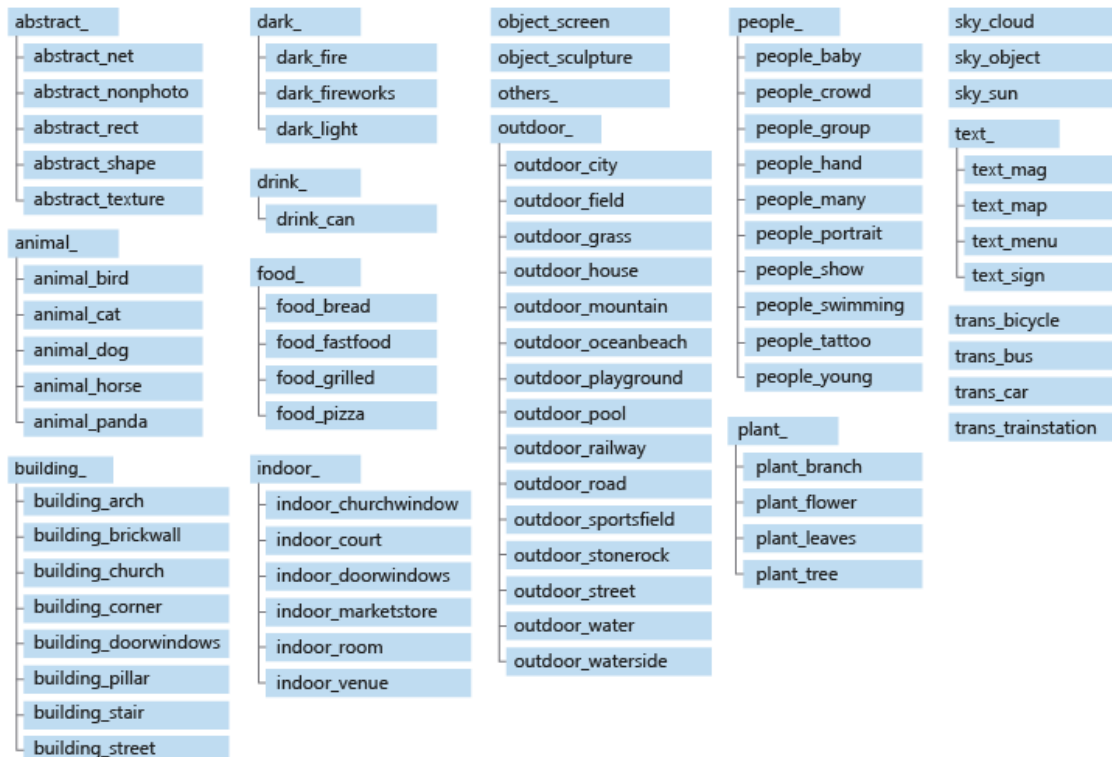 abstract_
abstract_net
abstract_nonphoto
abstract_rect
abstract_shape
abstract_texture
animal_
animal_bird
animal_cat
animal_dog
animal_horse
animal_panda
building_
building_arch
building_brickwall
building_church
building_corner
building_doorwindows
building_pillar
building_stair
building_street
dark_
dark_fire
dark_fireworks
dark_light
drink_
drink_can
food_
food_bread
food_fastfood
food_grilled
food_pizza
indoor_
indoor_churchwindow
indoor_court
indoor_doorwindows
indoor_marketstore
indoor_room
indoor_venue
object_screen
object_sculpture
others_
outdoor_
outdoor_city
outdoor_field
outdoor_grass
outdoor_house
outdoor_mountain
outdoor_oceanbeach
outdoor_playground
outdoor_pool
outdoor_railway
outdoor_road
outdoor_sportsfield
outdoor_stonerock
outdoor_street
outdoor_water
outdoor_waterside
people_
people_baby
people_crowd
people_group
people_hand
people_many
people_portrait
people_show
people_swimming
people_tattoo
people_young
plant_
plant_branch
plant_flower
plant_leaves
plant_tree
sky_cloud
sky_object
sky_sun
text_
text_mag
text_map
text_menu
text_sign
trans_bicycle
trans_bus
trans_car
trans_trainstation